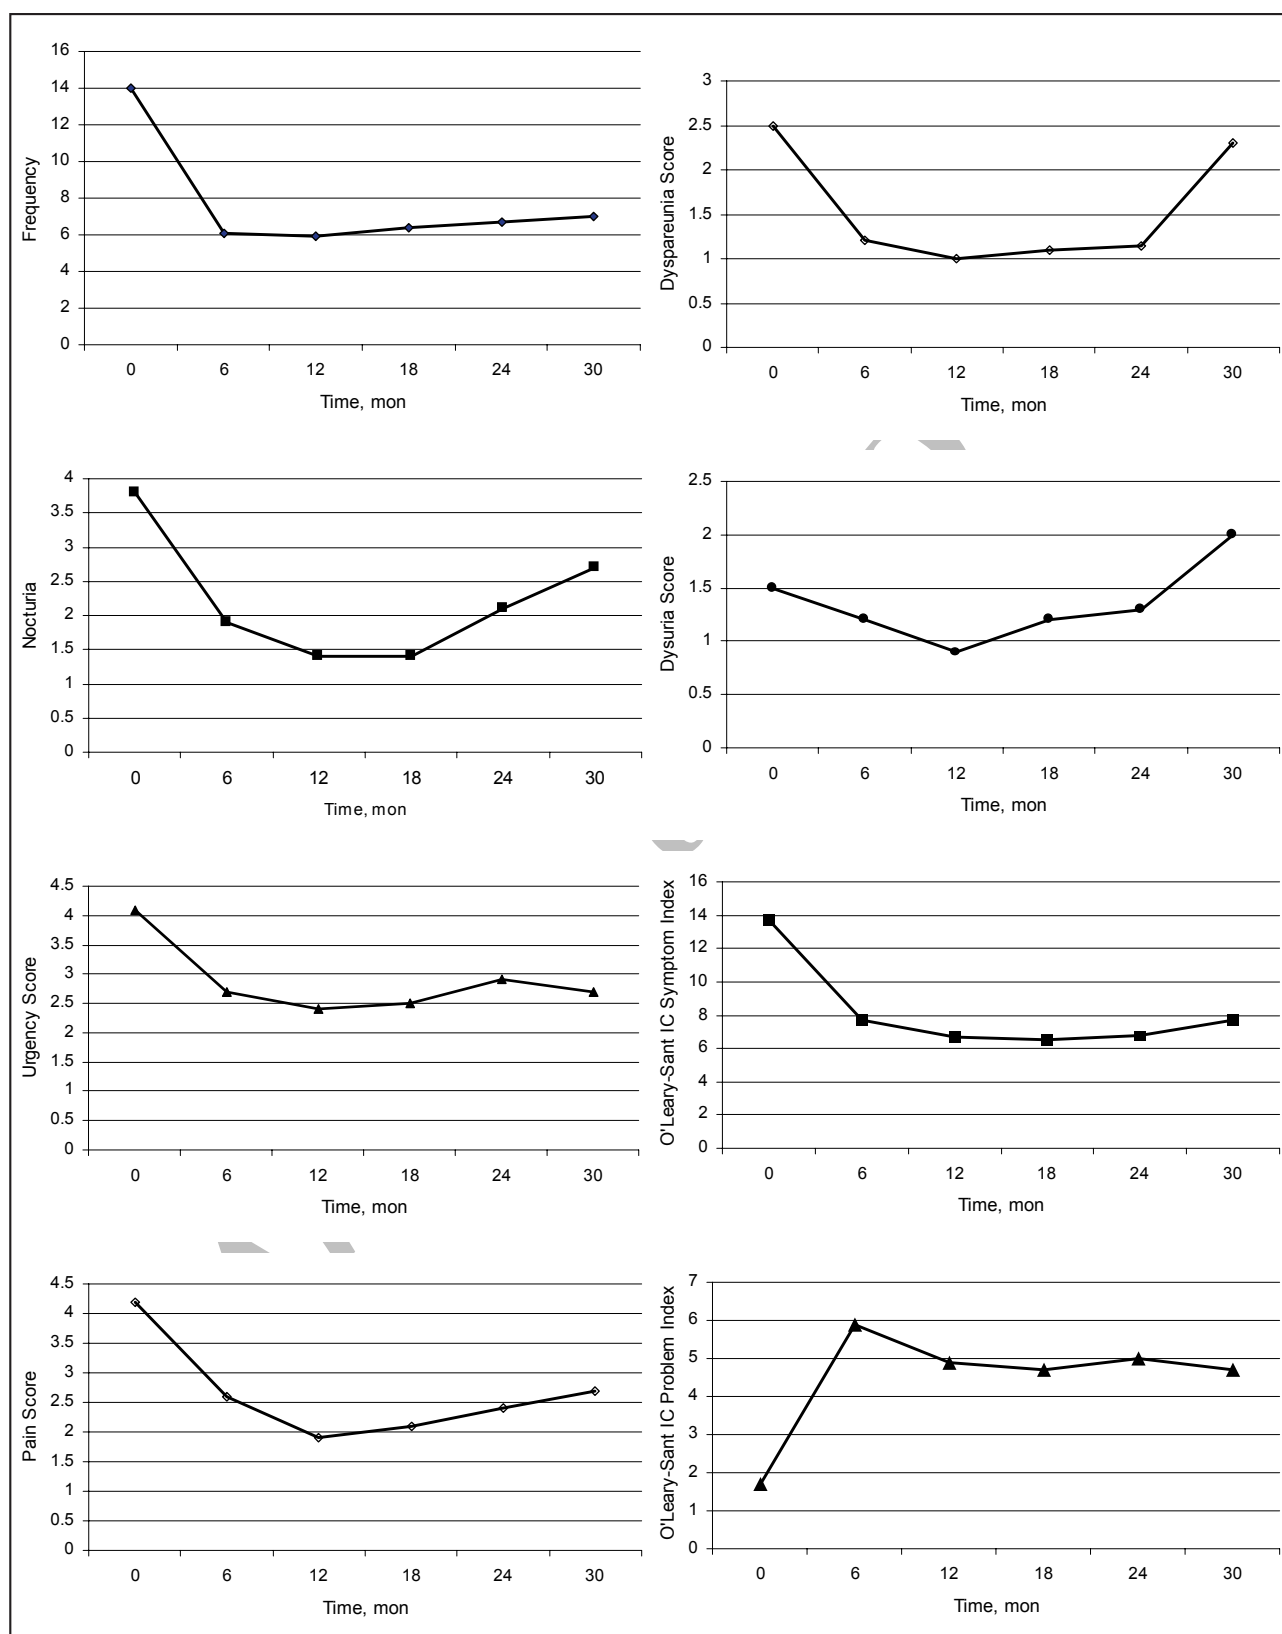 16
14
12
10
8
6
4
2
0
Frequency
0 6 12 18 24 30
Time, mon
3
2.5
2
1.5
1
0.5
0
Dyspareunia Score
0 6 12 18 24 30
Time, mon
4
3.5
3
2.5
2
1.5
1
0.5
0
Nocturia
0 6 12 18 24 30
Time, mon
2.5
2
1.5
1
0.5
0
Dysuria Score
0 6 12 18 24 30
Time, mon
4.5
4
3.5
3
2.5
2
1.5
1
0.5
0
Urgency Score
0 6 12 18 24 30
Time, mon
16
14
12
10
8
6
4
2
0
O'Leary-Sant IC Symptom Index
0 6 12 18 24 30
Time, mon
4.5
4
3.5
3
2.5
2
1.5
1
0.5
0
Pain Score
0 6 12 18 24 30
Time, mon
7
6
5
4
3
2
1
0
O'Leary-Sant IC Problem Index
0 6 12 18 24 30
Time, mon